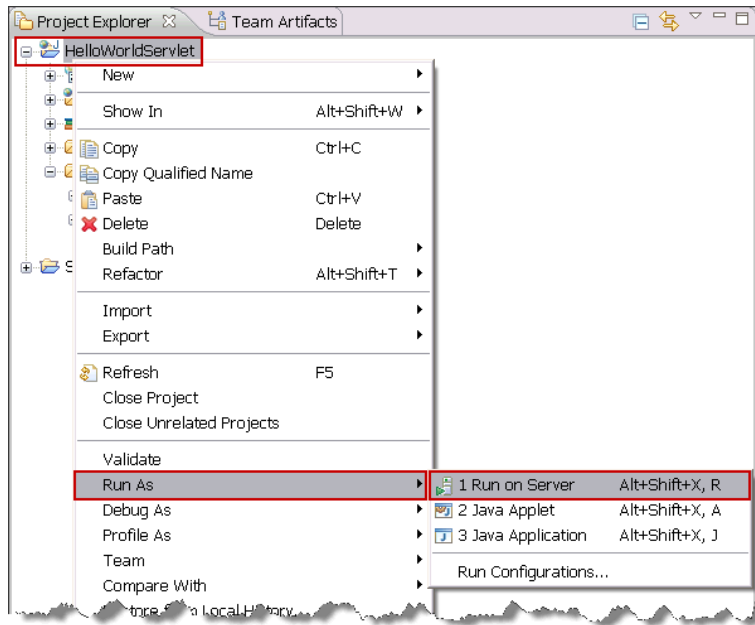 Project Explorer Team Artifacts
HelloWorldServlet
New
Show In Alt+Shift+W
Copy Ctrl+C
Copy Qualified Name
Paste Ctrl+V
Delete Delete
Build Path
Refactor Alt+Shift+T
Import
Export
Refresh F5
Close Project
Close Unrelated Projects
Validate
Run As
1 Run on Server Alt+Shift+X, R
Debug As
2 Java Applet Alt+Shift+X, A
Profile As
3 Java Application Alt+Shift+X, J
Team
Run Configurations...
Compare With
from Local